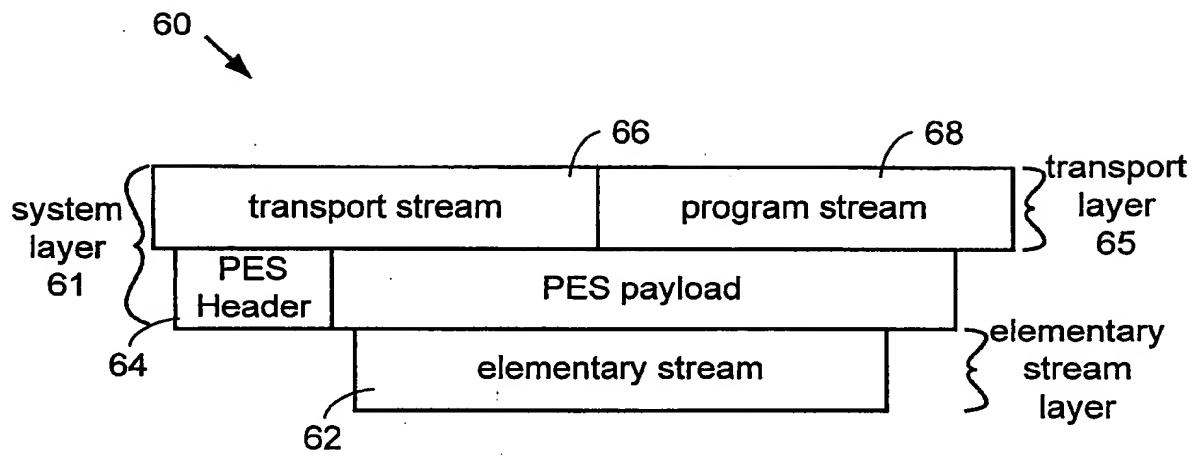 60
66
68
system
layer
61
transport stream
program stream
transport
layer
65
PES
Header
PES payload
64
elementary stream
62
elementary
stream
layer